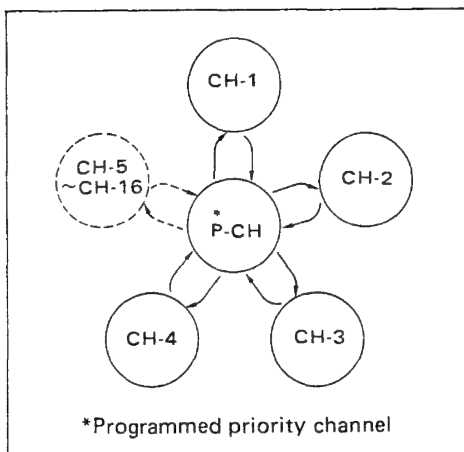 CH-1
CH-5
~CH-16
CH-2
*
P-CH
CH-4
CH-3
*Programmed priority channel